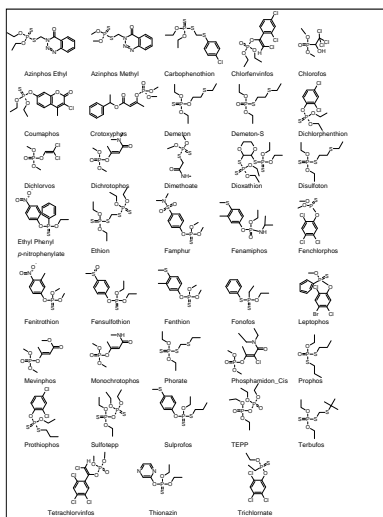 Azinphos Ethyl
Azinphos Methyl
Carbophenothion
Chlorfenvinfos
Chlorofos
Coumaphos
Crotoxyphos
Demeton
Demeton-S
Dichlorphenthion
Dichlorvos
Dichrotophos
Dimethoate
Dioxathion
Disulfoton
Ethyl Phenyl
p-nitrophenylate
Ethion
Famphur
Fenamiphos
Fenchlorphos
Fenitrothion
Fensulfothion
Fenthion
Fonofos
Leptophos
Mevinphos
Monochrotophos
Phorate
Phosphamidon_Cis
Prophos
Prothiophos
Sulfotepp
Sulprofos
TEPP
Terbufos
Tetrachlorvinfos
Thionazin
Trichlornate